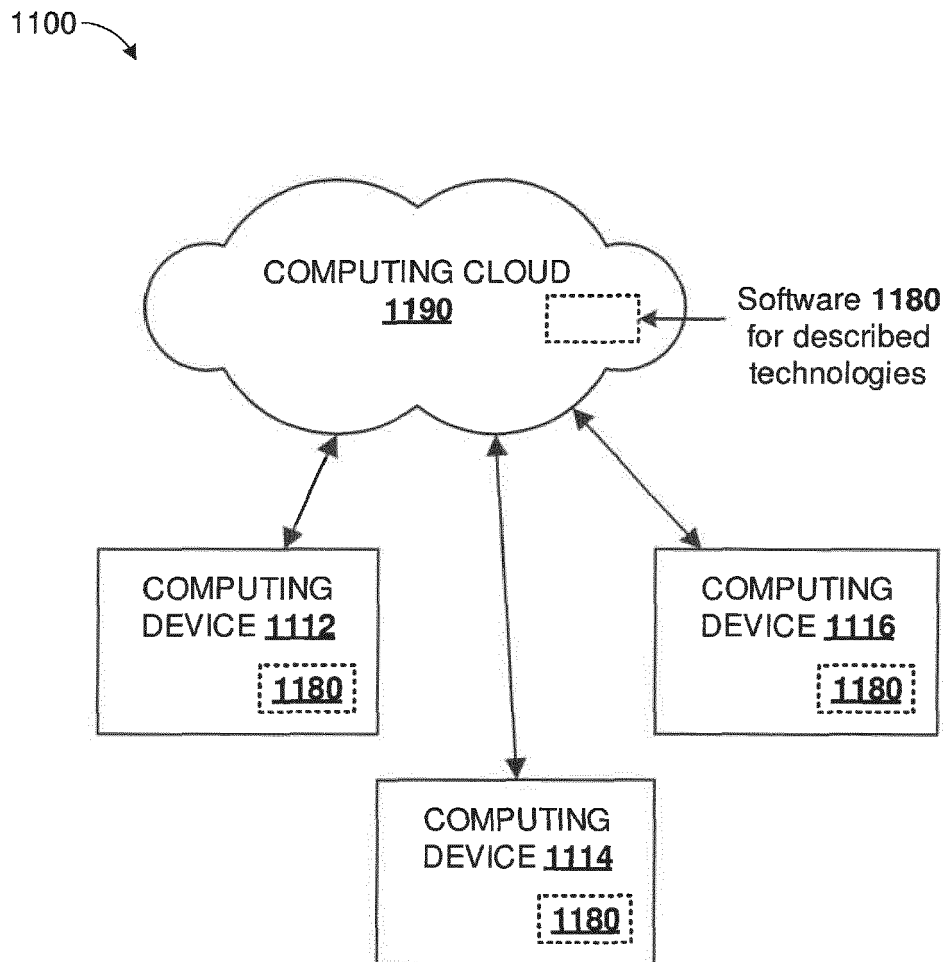 1100
COMPUTING CLOUD
1190
Software 1180
for described
technologies
COMPUTING
DEVICE 1112
1180
COMPUTING
DEVICE 1116
1180
COMPUTING
DEVICE 1114
1180